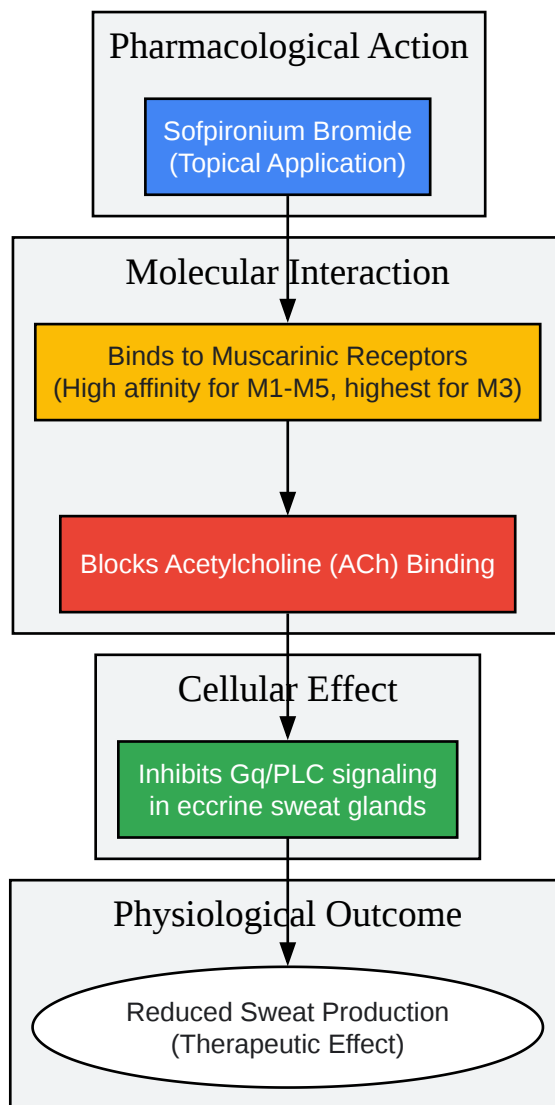 Pharmacological Action
Sofpironium Bromide
(Topical Application)
Molecular Interaction
Binds to Muscarinic Receptors
(High affinity for M1-M5, highest for M3)
Blocks Acetylcholine (ACh) Binding
Cellular Effect
Inhibits Gq/PLC signaling
in eccrine sweat glands
Physiological Outcome
Reduced Sweat Production
(Therapeutic Effect)